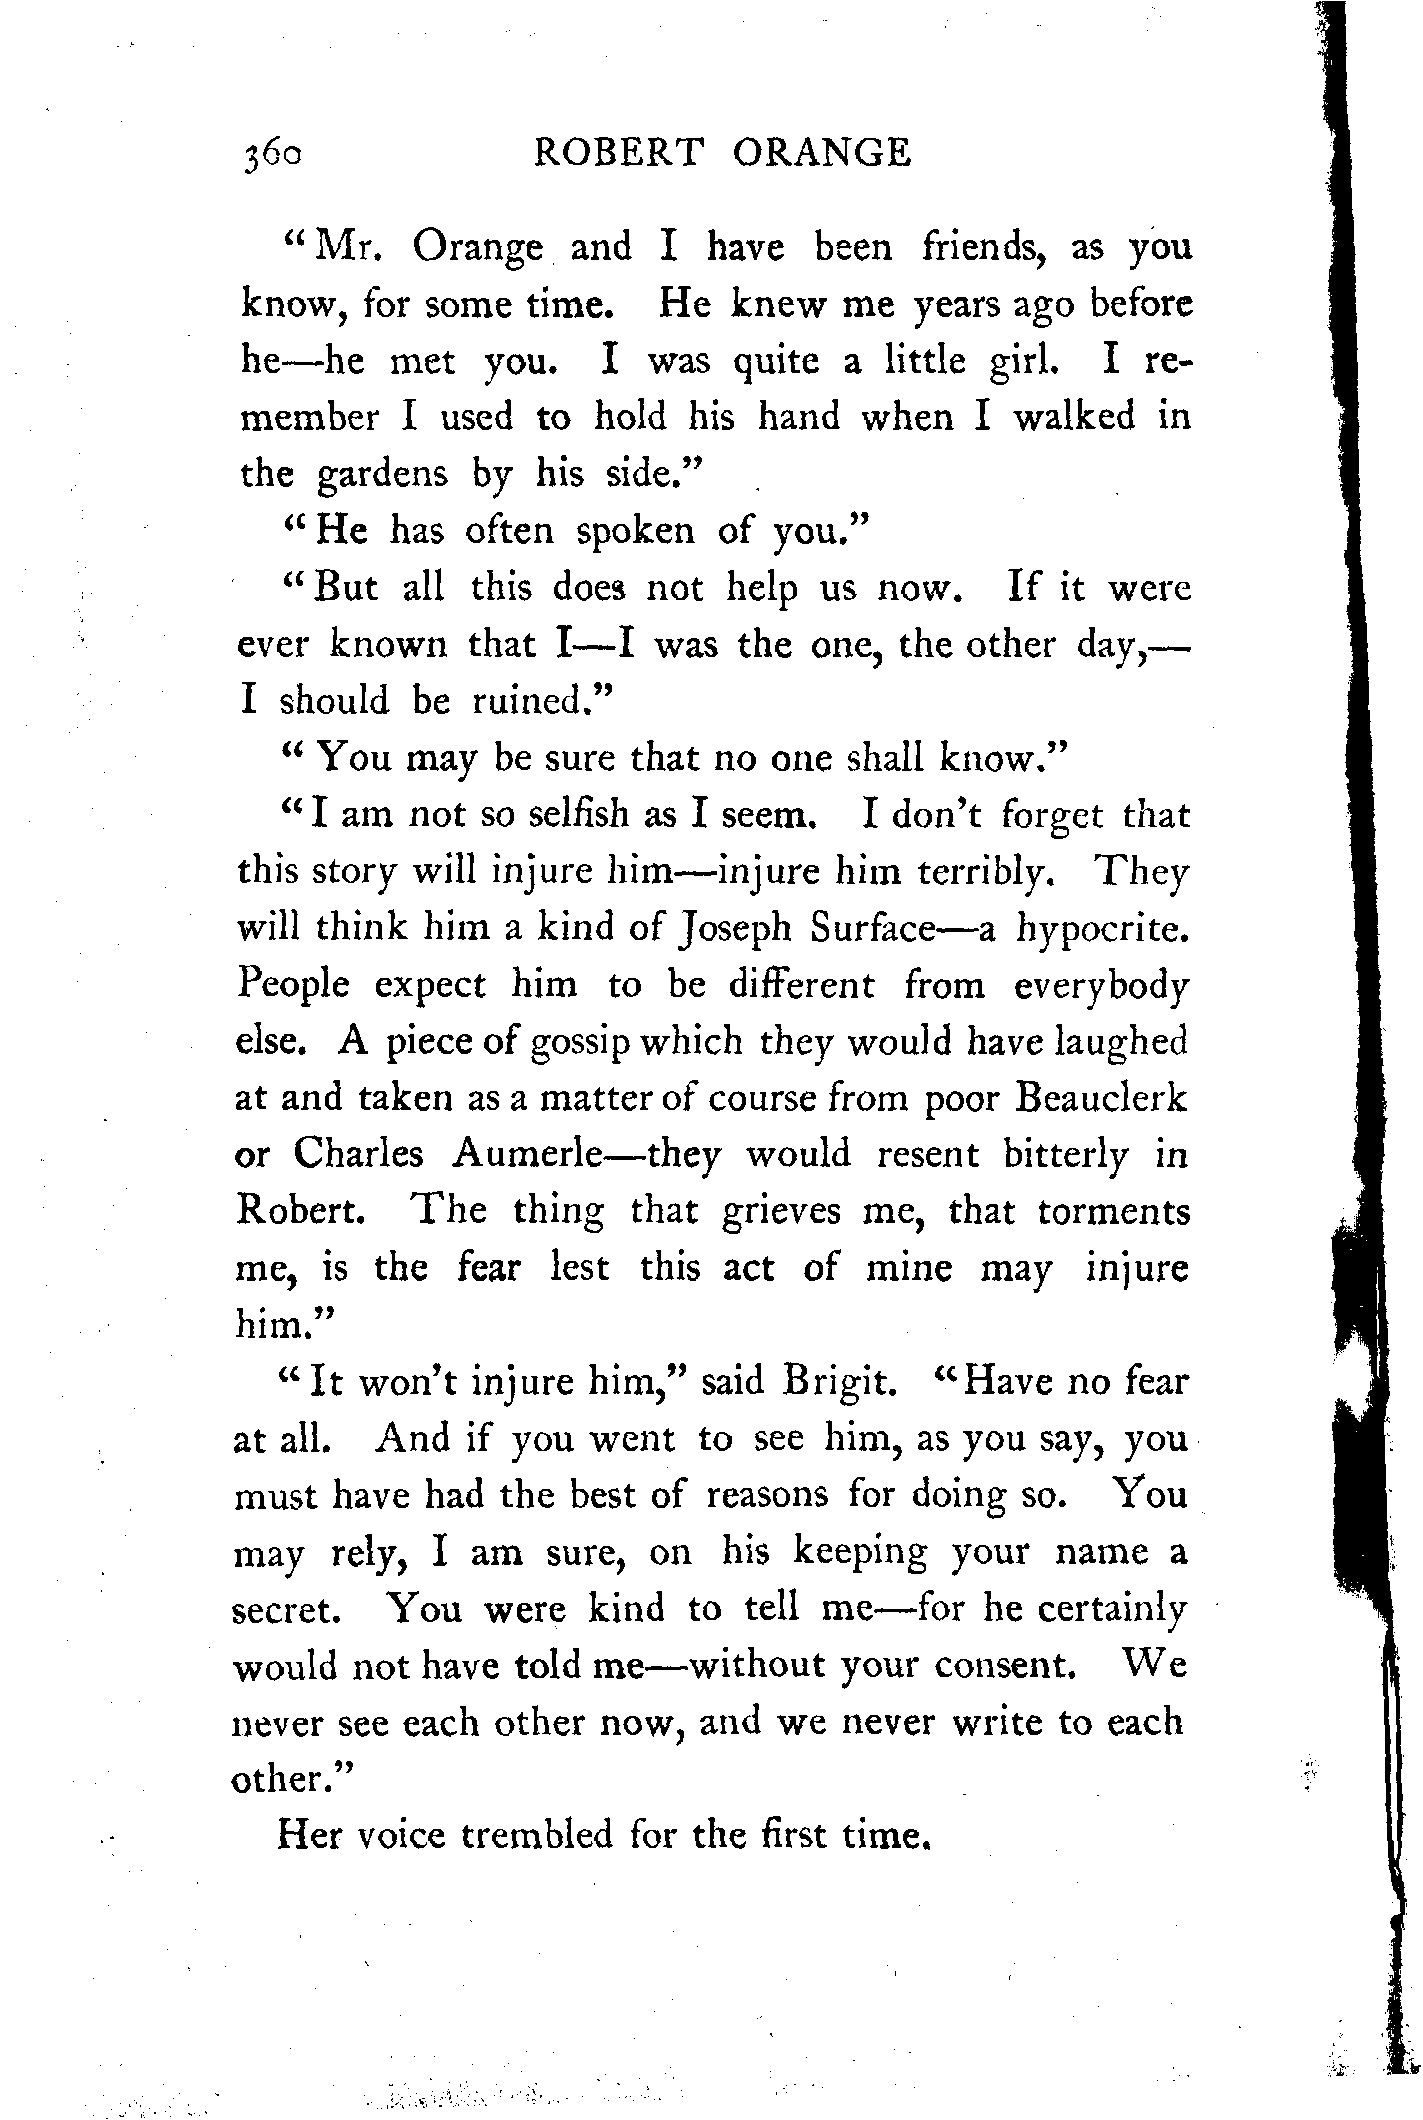 360 ROBERT ORANGE
“Mr. Orange and I have been friends, as you
know, for some time. He knew me years ago before
he—he met you. I was quite a little girl. I re-
member I used to hold his hand when I walked in
the gardens by his side.”
“He has often spoken of you.”
“But all this does not help us now. If it were
ever known that I—I was the one, the other day,—
I should be ruined.”
“You may be sure that no one shall know.”
“I am not so selfish as I seem. I don’t forget that
this story will injure him—injure him terribly. They
will think him a kind of Joseph Surface—a hypocrite.
People expect him to be different from everybody
else. A piece of gossip which they would have laughed
at and taken as a matter of course from poor Beauclerk
or Charles Aumerle—they would resent bitterly in
Robert. The thing that grieves me, that torments
me, is the fear lest this act of mine may injure
him.”
“It won’t injure him,” said Brigit. “Have no fear
at all. And if you went to see him, as you say, you
must have had the best of reasons for doing so. You
may rely, I am sure, on his keeping your name a
secret. You were kind to tell me—for he certainly
would not have told me—without your consent. We
never see each other now, and we never write to each
other.”
Her voice trembled for the first time.